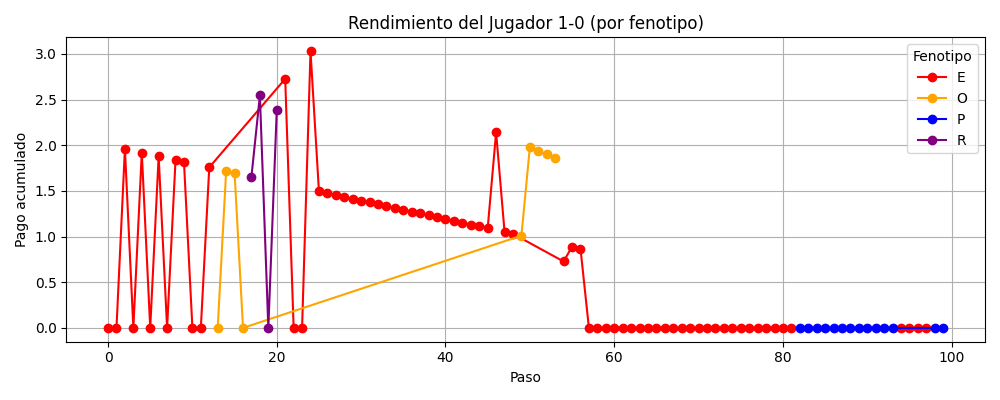 Rendimiento del Jugador 1-0 (por fenotipo)
Pago acumulado
3.0
2.5
2.0
1.5
1.0
0.5
0.0
0 20 40 60 80 100
Paso
Fenotipo
E
O
P
R